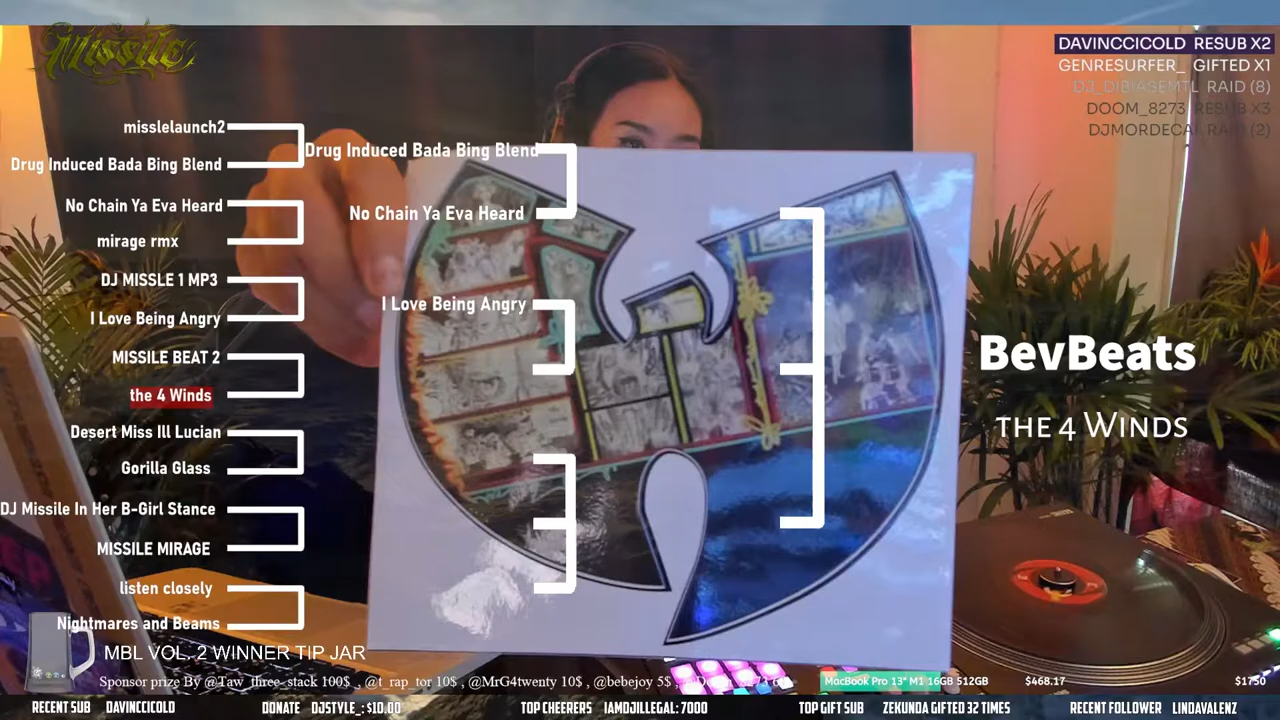 Missile
DAVINCCICOLD RESUB X2
GENRESURFER_ GIFTED X1
DJ_DIBIASEMTL RAID (8)
DOOM_8273 RESUB X3
DJMORDECAI RAID (2)
misslelaunch2
Drug Induced Bada Bing Blend
Drug Induced Bada Bing Blend
No Chain Ya Eva Heard
No Chain Ya Eva Heard
mirage rmx
DJ MISSLE 1 MP3
I Love Being Angry
I Love Being Angry
MISSILE BEAT 2
the 4 Winds
BevBeats
THE 4 WINDS
Desert Miss Ill Lucian
Gorilla Glass
DJ Missile In Her B-Girl Stance
MISSILE MIRAGE
listen closely
Nightmares and Beams
MBL VOL. 2 WINNER TIP JAR
Sponsor prize By @Taw_three_stack 100$ , @t_rap_tor 10$ , @MrG4twenty 10$ , @bebejoy 5$ ,
MacBook Pro 13" M1 16GB 512GB $468.17 $1750
RECENT SUB DAVINCCICOLD DONATE DJSTYLE_: $10.00 TOP CHEERERS IAMDJILLEGAL: 7000 TOP GIFT SUB ZEKUNDA GIFTED 32 TIMES RECENT FOLLOWER LINDAVALENZ